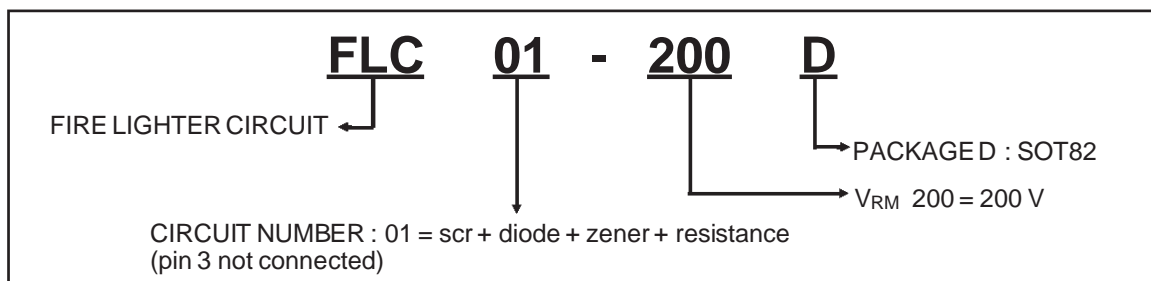 FLC 01 - 200 D
FIRE LIGHTER CIRCUIT
PACKAGE D : SOT82
VRM 200 = 200 V
CIRCUIT NUMBER : 01 = scr + diode + zener + resistance
(pin 3 not connected)